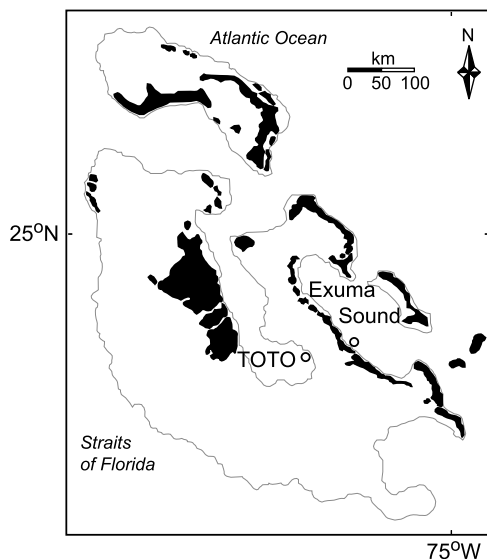 Atlantic Ocean
N
km
0 50 100
25°N
Exuma
Sound
TOTO
Straits
of Florida
75°W